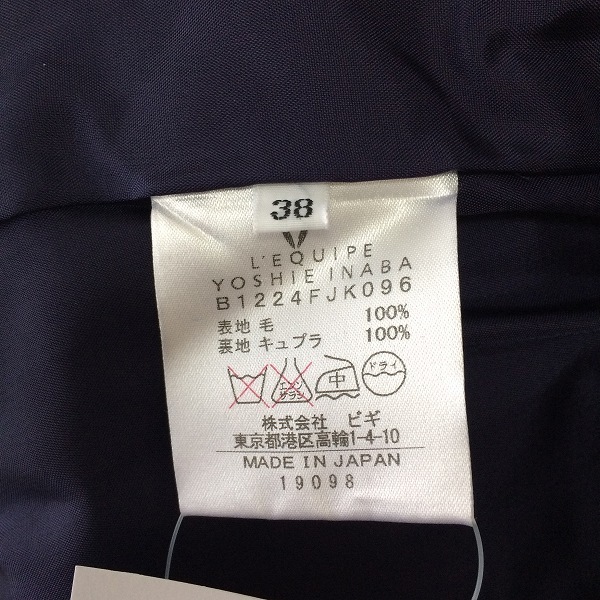 38
L'EQUIPE
YOSHIE INABA
B1224FJK096
表地 毛 100%
裏地 キュプラ 100%
エンソ サラシ 中 ドライ
株式会社 ビギ
東京都港区高輪1-4-10
MADE IN JAPAN
19098